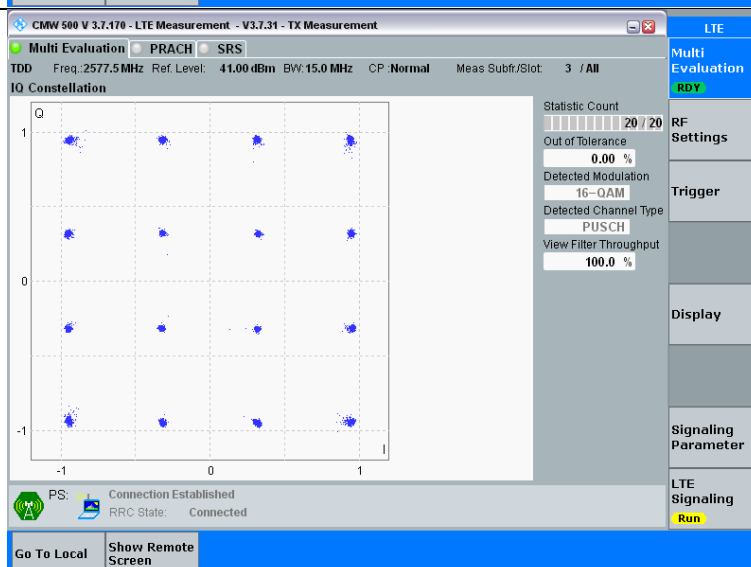 CMW 500 V 3.7.170 - LTE Measurement - V3.7.31 - TX Measurement
LTE
Multi Evaluation PRACH SRS
Multi
Evaluation
RDY
TDD Freq.:2577.5 MHz Ref. Level: 41.00 dBm BW:15.0 MHz CP :Normal Meas Subfr./Slot: 3 / All
IQ Constellation
Q
1
0
-1
-1 0 1
I
Statistic Count
20 / 20
Out of Tolerance
0.00 %
Detected Modulation
16-QAM
Detected Channel Type
PUSCH
View Filter Throughput
100.0 %
RF
Settings
Trigger
Display
Signaling
Parameter
LTE
Signaling
Run
PS: Connection Established
RRC State: Connected
Go To Local
Show Remote
Screen